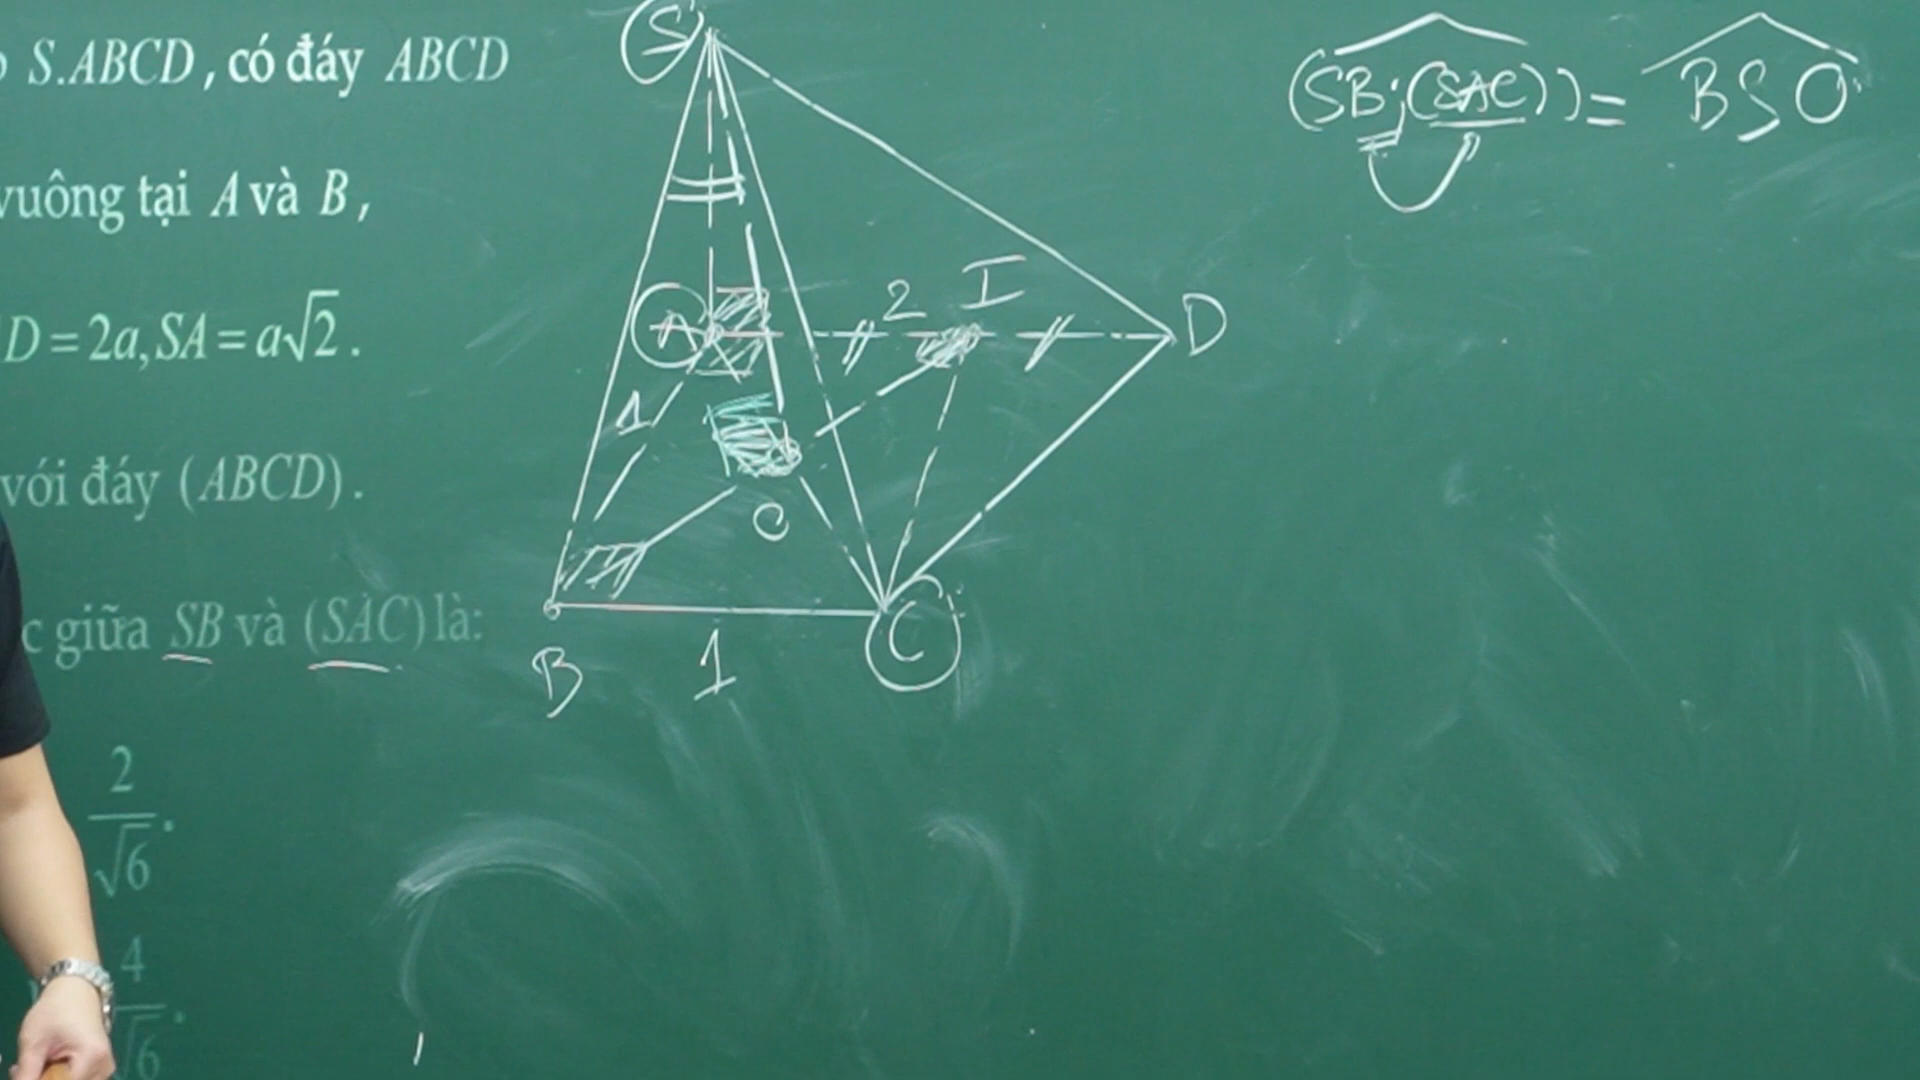 S.ABCD, có đáy ABCD
vuông tại A và B,
D = 2a, SA = a√2.
với đáy (ABCD).
giữa SB và (SAC) là:
2/√6.
4/√6.
S
A
1
2
I
D
O
B
1
C
(SB;(SAC)) = BSO